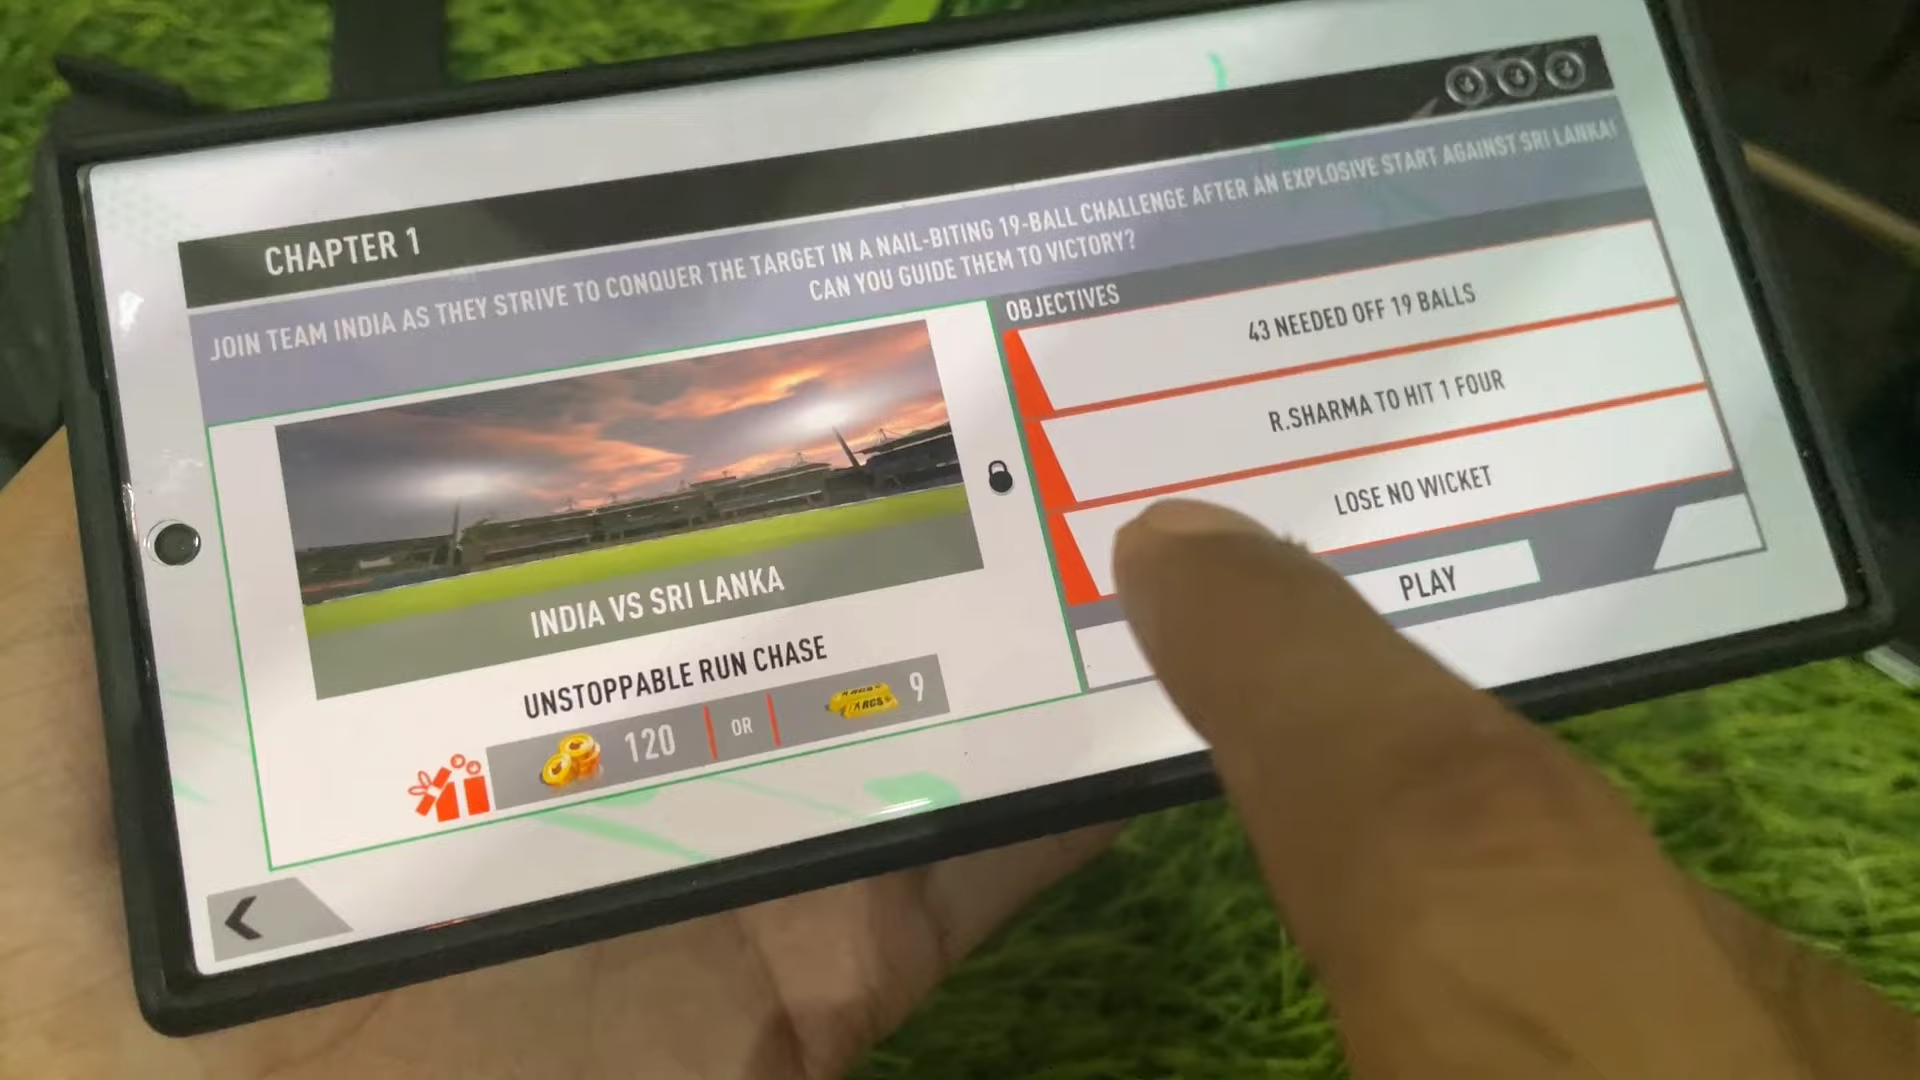 CHAPTER 1
JOIN TEAM INDIA AS THEY STRIVE TO CONQUER THE TARGET IN A NAIL-BITING 19-BALL CHALLENGE AFTER AN EXPLOSIVE START AGAINST SRI LANKA!
CAN YOU GUIDE THEM TO VICTORY?
OBJECTIVES
43 NEEDED OFF 19 BALLS
R.SHARMA TO HIT 1 FOUR
LOSE NO WICKET
PLAY
INDIA VS SRI LANKA
UNSTOPPABLE RUN CHASE
120 OR 9